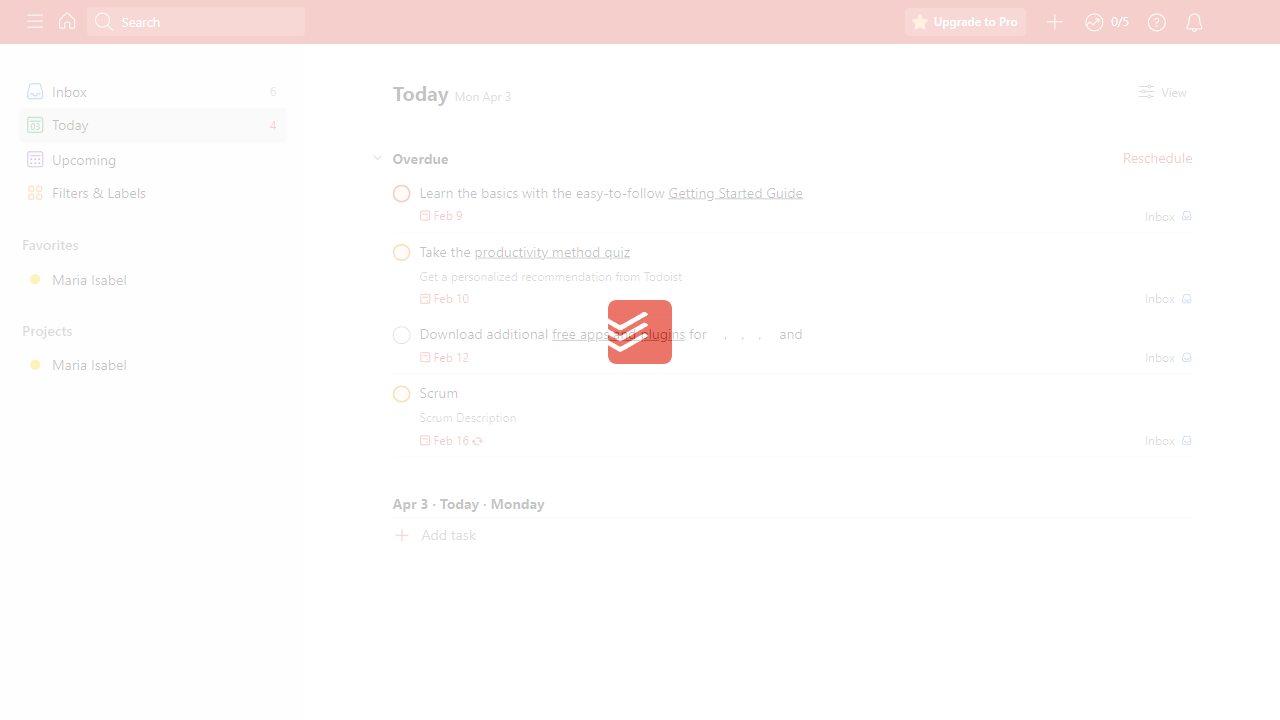 Search
Upgrade to Pro
0/5
Inbox 6
03 Today 4
Upcoming
Filters & Labels
Favorites
Maria Isabel
Projects
Maria Isabel
Today Mon Apr 3
View
Overdue
Reschedule
Learn the basics with the easy-to-follow Getting Started Guide
Feb 9
Inbox
Take the productivity method quiz
Get a personalized recommendation from Todoist
Feb 10
Inbox
Download additional free apps and plugins for , , , and
Feb 12
Inbox
Scrum
Scrum Description
Feb 16
Inbox
Apr 3 · Today · Monday
Add task